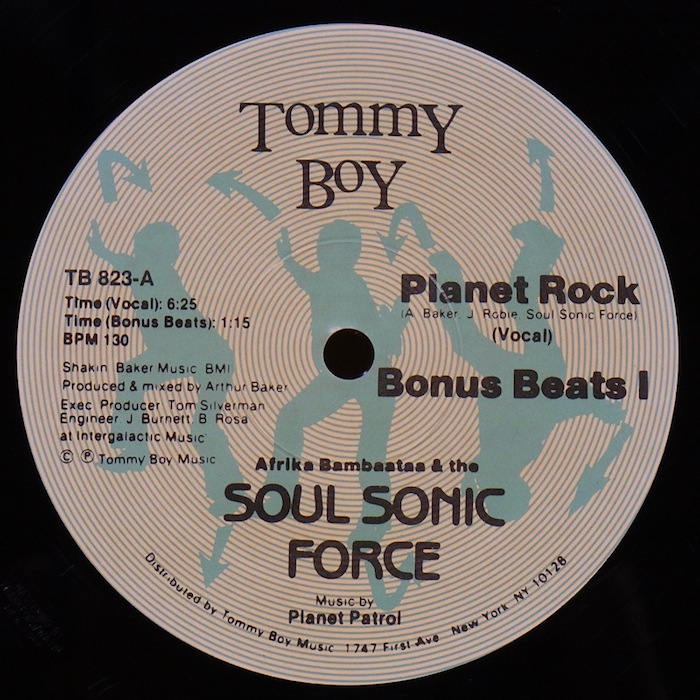 Tommy
Boy
TB 823-A
Time (Vocal): 6:25
Time (Bonus Beats): 1:15
BPM 130
Planet Rock
(A. Baker, J. Robie, Soul Sonic Force)
(Vocal)
Shakin Baker Music BMI
Produced & mixed by Arthur Baker
Exec. Producer Tom Silverman
Engineer J. Burnett, B. Rosa
at Intergalactic Music
© ℗ Tommy Boy Music
Bonus Beats I
Afrika Bambaataa & the
SOUL SONIC
FORCE
Music by
Planet Patrol
Distributed by Tommy Boy Music 1747 First Ave New York NY 10128